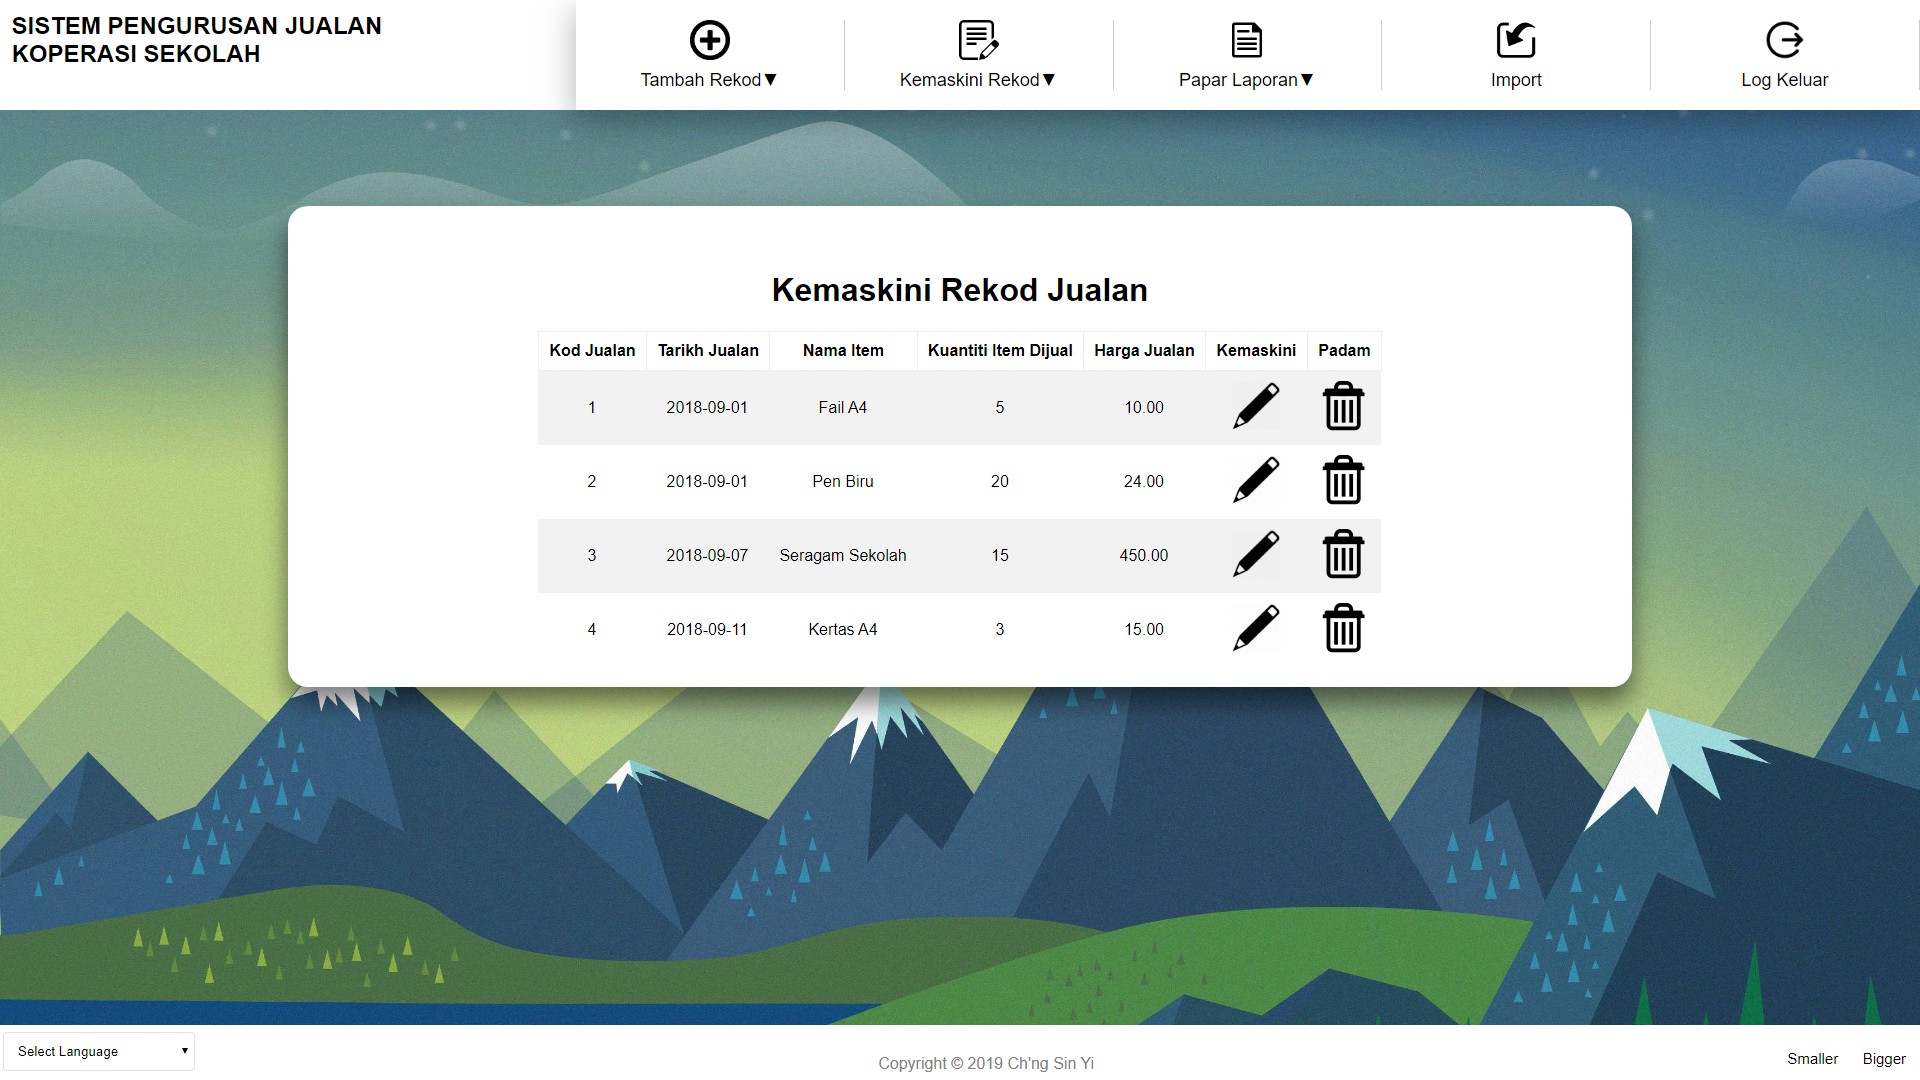 SISTEM PENGURUSAN JUALAN
KOPERASI SEKOLAH
Tambah Rekod▼
Kemaskini Rekod▼
Papar Laporan▼
Import
Log Keluar
Kemaskini Rekod Jualan
Kod Jualan Tarikh Jualan Nama Item Kuantiti Item Dijual Harga Jualan Kemaskini Padam
1 2018-09-01 Fail A4 5 10.00
2 2018-09-01 Pen Biru 20 24.00
3 2018-09-07 Seragam Sekolah 15 450.00
4 2018-09-11 Kertas A4 3 15.00
Select Language ▼
Copyright © 2019 Ch'ng Sin Yi
Smaller Bigger